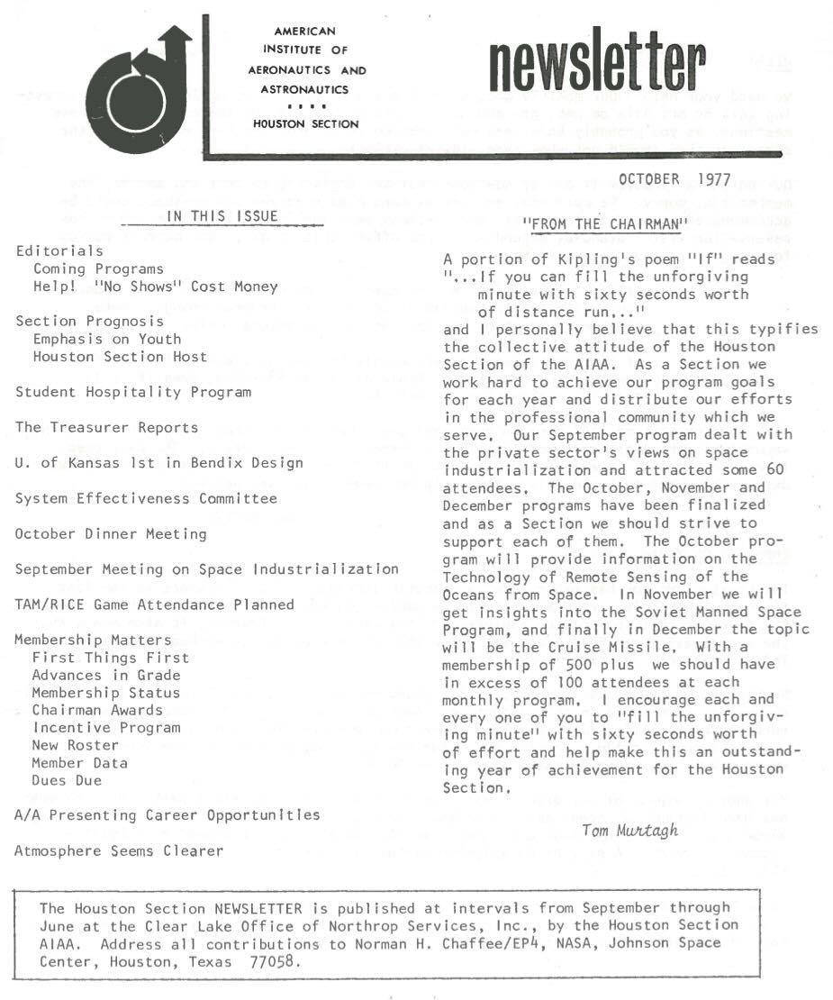 AMERICAN
INSTITUTE OF
AERONAUTICS AND
ASTRONAUTICS
• • • •
HOUSTON SECTION
newsletter
OCTOBER 1977
IN THIS ISSUE
Editorials
Coming Programs
Help! "No Shows" Cost Money
Section Prognosis
Emphasis on Youth
Houston Section Host
Student Hospitality Program
The Treasurer Reports
U. of Kansas 1st in Bendix Design
System Effectiveness Committee
October Dinner Meeting
September Meeting on Space Industrialization
TAM/RICE Game Attendance Planned
Membership Matters
First Things First
Advances in Grade
Membership Status
Chairman Awards
Incentive Program
New Roster
Member Data
Dues Due
A/A Presenting Career Opportunities
Atmosphere Seems Clearer
"FROM THE CHAIRMAN"
A portion of Kipling's poem "If" reads
"...If you can fill the unforgiving
minute with sixty seconds worth
of distance run..."
and I personally believe that this typifies
the collective attitude of the Houston
Section of the AIAA. As a Section we
work hard to achieve our program goals
for each year and distribute our efforts
in the professional community which we
serve. Our September program dealt with
the private sector's views on space
industrialization and attracted some 60
attendees. The October, November and
December programs have been finalized
and as a Section we should strive to
support each of them. The October pro-
gram will provide information on the
Technology of Remote Sensing of the
Oceans from Space. In November we will
get insights into the Soviet Manned Space
Program, and finally in December the topic
will be the Cruise Missile. With a
membership of 500 plus we should have
in excess of 100 attendees at each
monthly program. I encourage each and
every one of you to "fill the unforgiv-
ing minute" with sixty seconds worth
of effort and help make this an outstand-
ing year of achievement for the Houston
Section.
Tom Murtagh
The Houston Section NEWSLETTER is published at intervals from September through
June at the Clear Lake Office of Northrop Services, Inc., by the Houston Section
AIAA. Address all contributions to Norman H. Chaffee/EP4, NASA, Johnson Space
Center, Houston, Texas 77058.